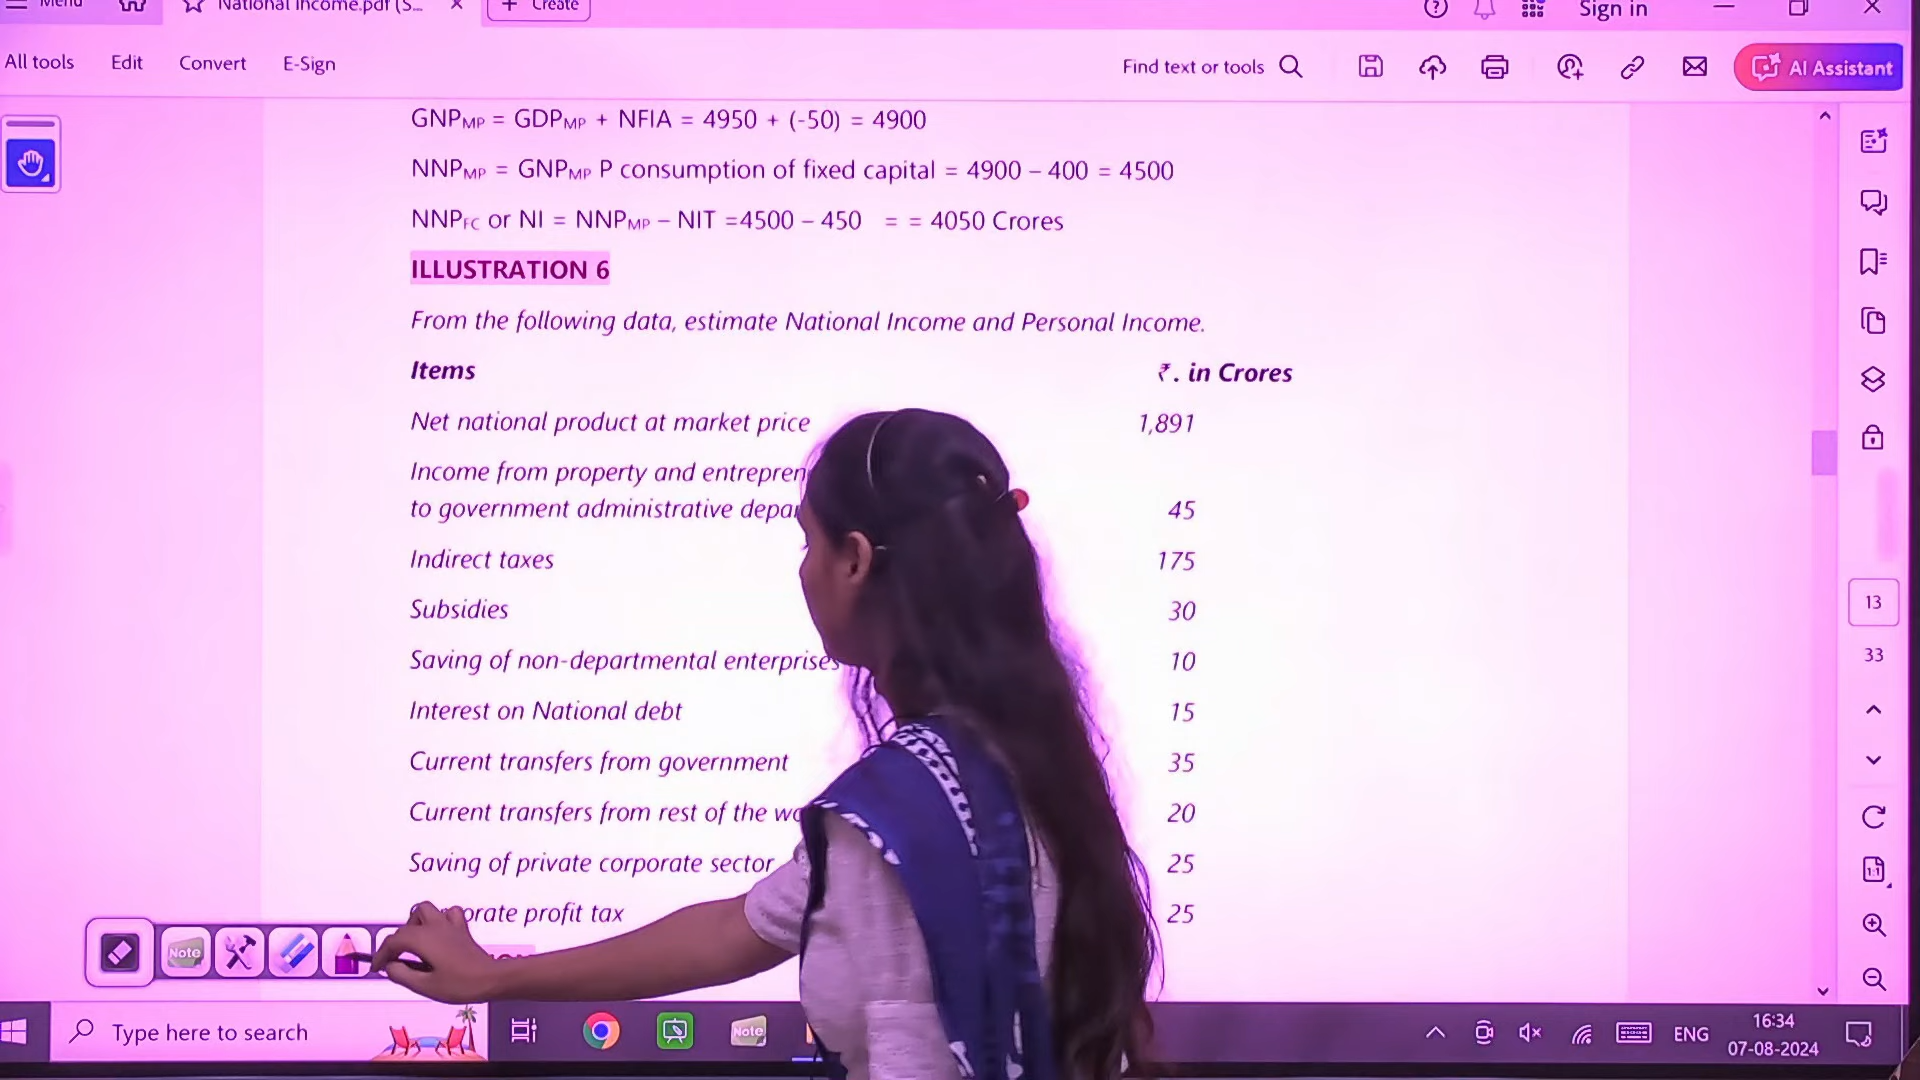 Menu
National Income.pdf (S...
+ Create
Sign in
All tools Edit Convert E-Sign Find text or tools AI Assistant
GNPMP = GDPMP + NFIA = 4950 + (-50) = 4900
NNPMP = GNPMP P consumption of fixed capital = 4900 – 400 = 4500
NNPFC or NI = NNPMP – NIT =4500 – 450 = = 4050 Crores
ILLUSTRATION 6
From the following data, estimate National Income and Personal Income.
Items ₹. in Crores
Net national product at market price 1,891
Income from property and
to government administrative 45
Indirect taxes 175
Subsidies 30
Saving of non-departmental enterprises 10
Interest on National debt 15
Current transfers from government 35
Current transfers from rest of the 20
Saving of private corporate sector 25
profit tax 25
13
33
1:1
Note
Type here to search
Note
ENG
16:34
07-08-2024